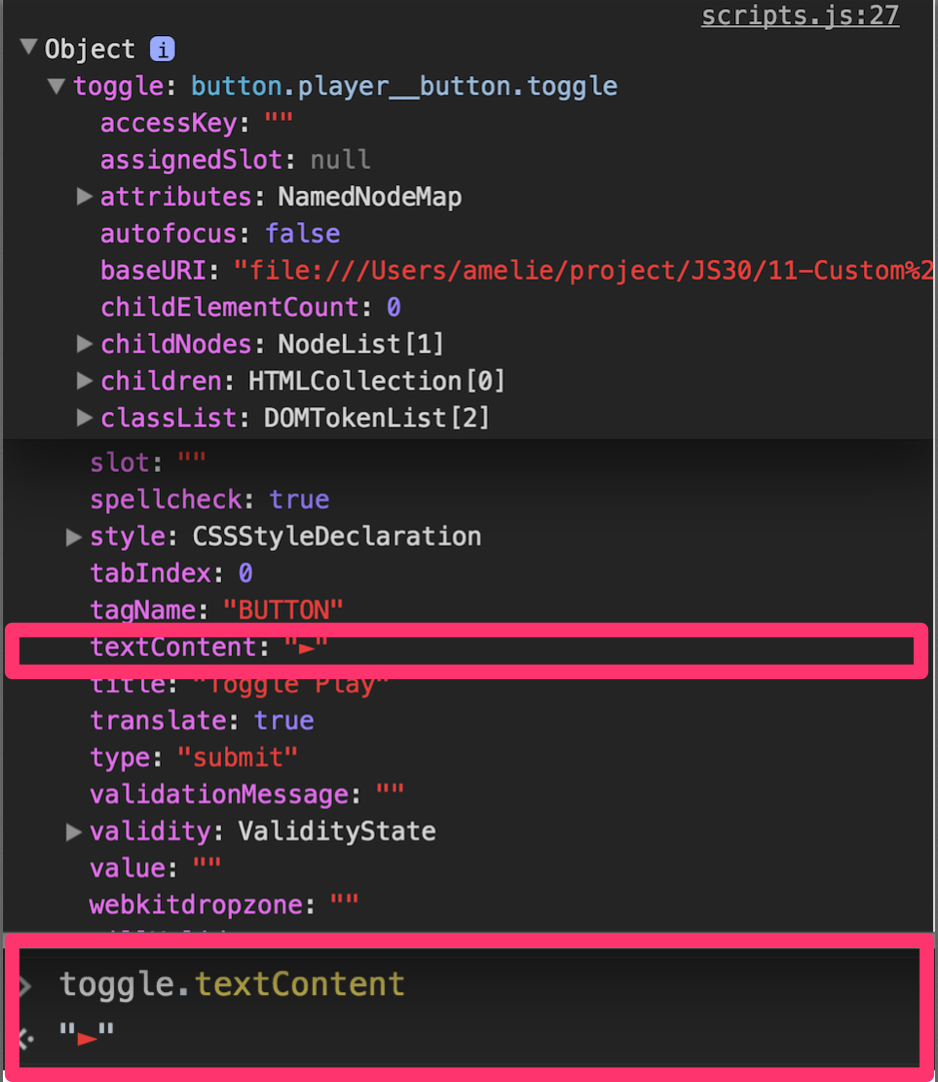 scripts.js:27
▼ Object i
▼ toggle: button.player__button.toggle
accessKey: ""
assignedSlot: null
▶ attributes: NamedNodeMap
autofocus: false
baseURI: "file:///Users/amelie/project/JS30/11-Custom%2
childElementCount: 0
▶ childNodes: NodeList[1]
▶ children: HTMLCollection[0]
▶ classList: DOMTokenList[2]
slot: ""
spellcheck: true
▶ style: CSSStyleDeclaration
tabIndex: 0
tagName: "BUTTON"
textContent: "►"
title: "Toggle Play"
translate: true
type: "submit"
validationMessage: ""
▶ validity: ValidityState
value: ""
webkitdropzone: ""
> toggle.textContent
"►"